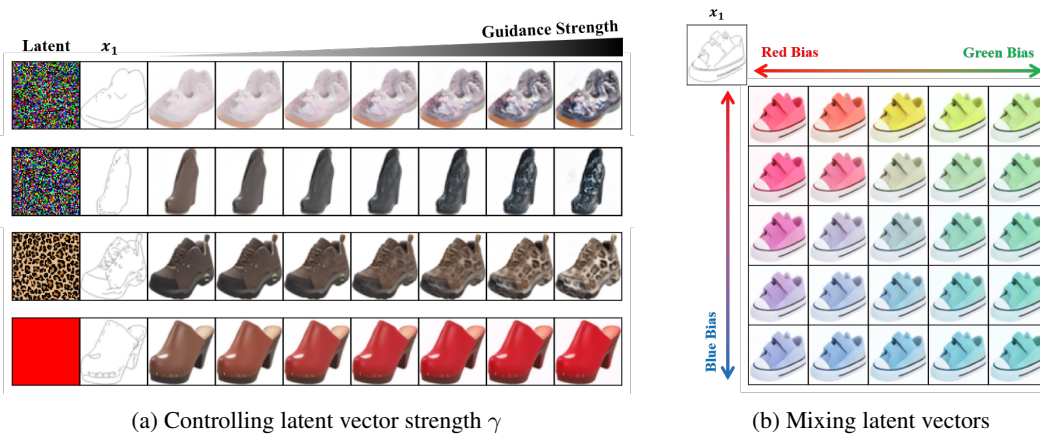 Guidance Strength
Latent x₁
(a) Controlling latent vector strength γ
x₁
Red Bias Green Bias
Blue Bias
(b) Mixing latent vectors